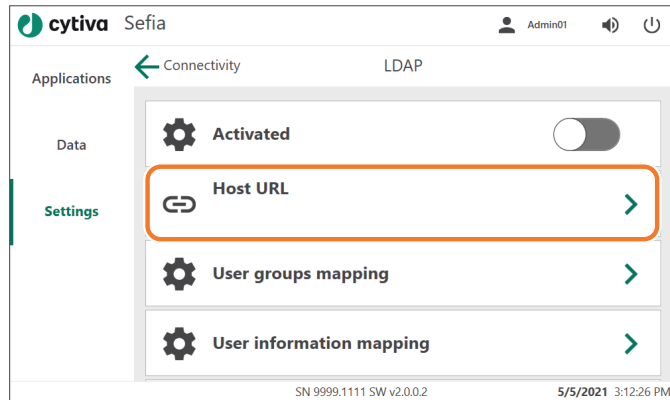 cytiva Sefia
Admin01
Applications
Data
Settings
Connectivity
LDAP
Activated
Host URL
User groups mapping
User information mapping
SN 9999.1111 SW v2.0.0.2
5/5/2021 3:12:26 PM